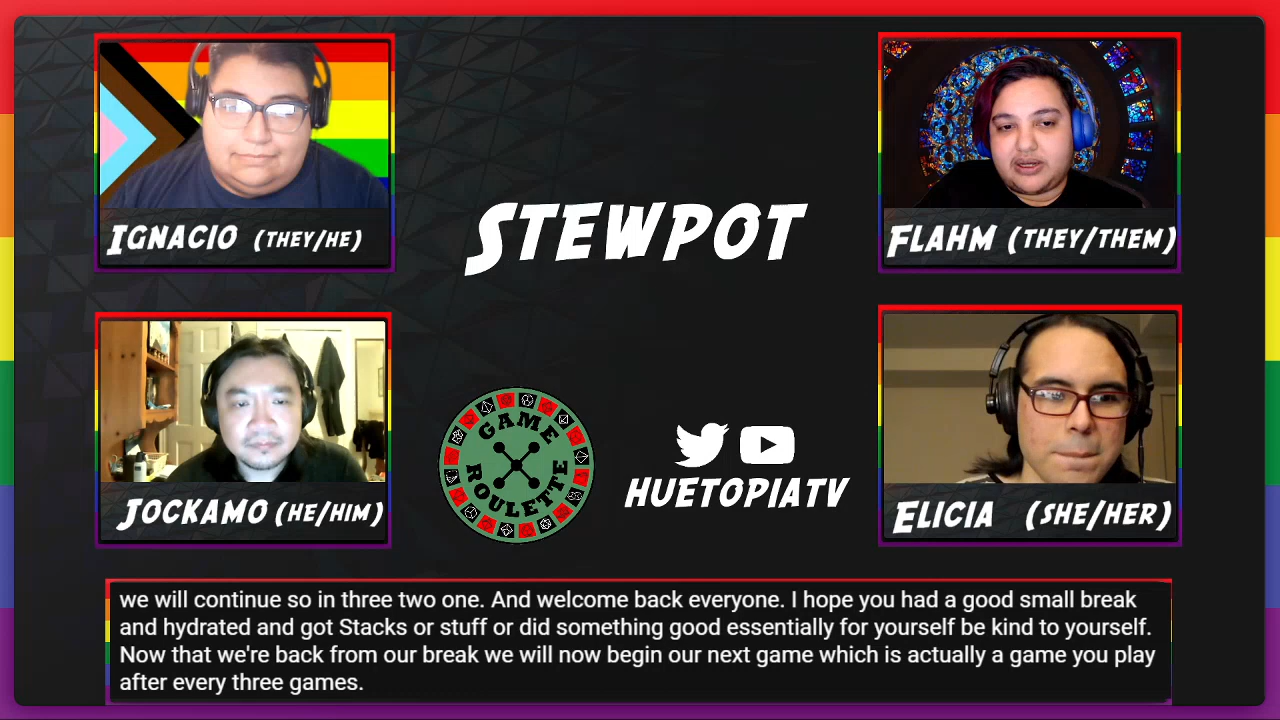 STEWPOT
IGNACIO (THEY/HE)
FLAHM (THEY/THEM)
JOCKAMO (HE/HIM)
GAME
ROULETTE
HUETOPIATV
ELICIA (SHE/HER)
we will continue so in three two one. And welcome back everyone. I hope you had a good small break
and hydrated and got Stacks or stuff or did something good essentially for yourself be kind to yourself.
Now that we're back from our break we will now begin our next game which is actually a game you play
after every three games.